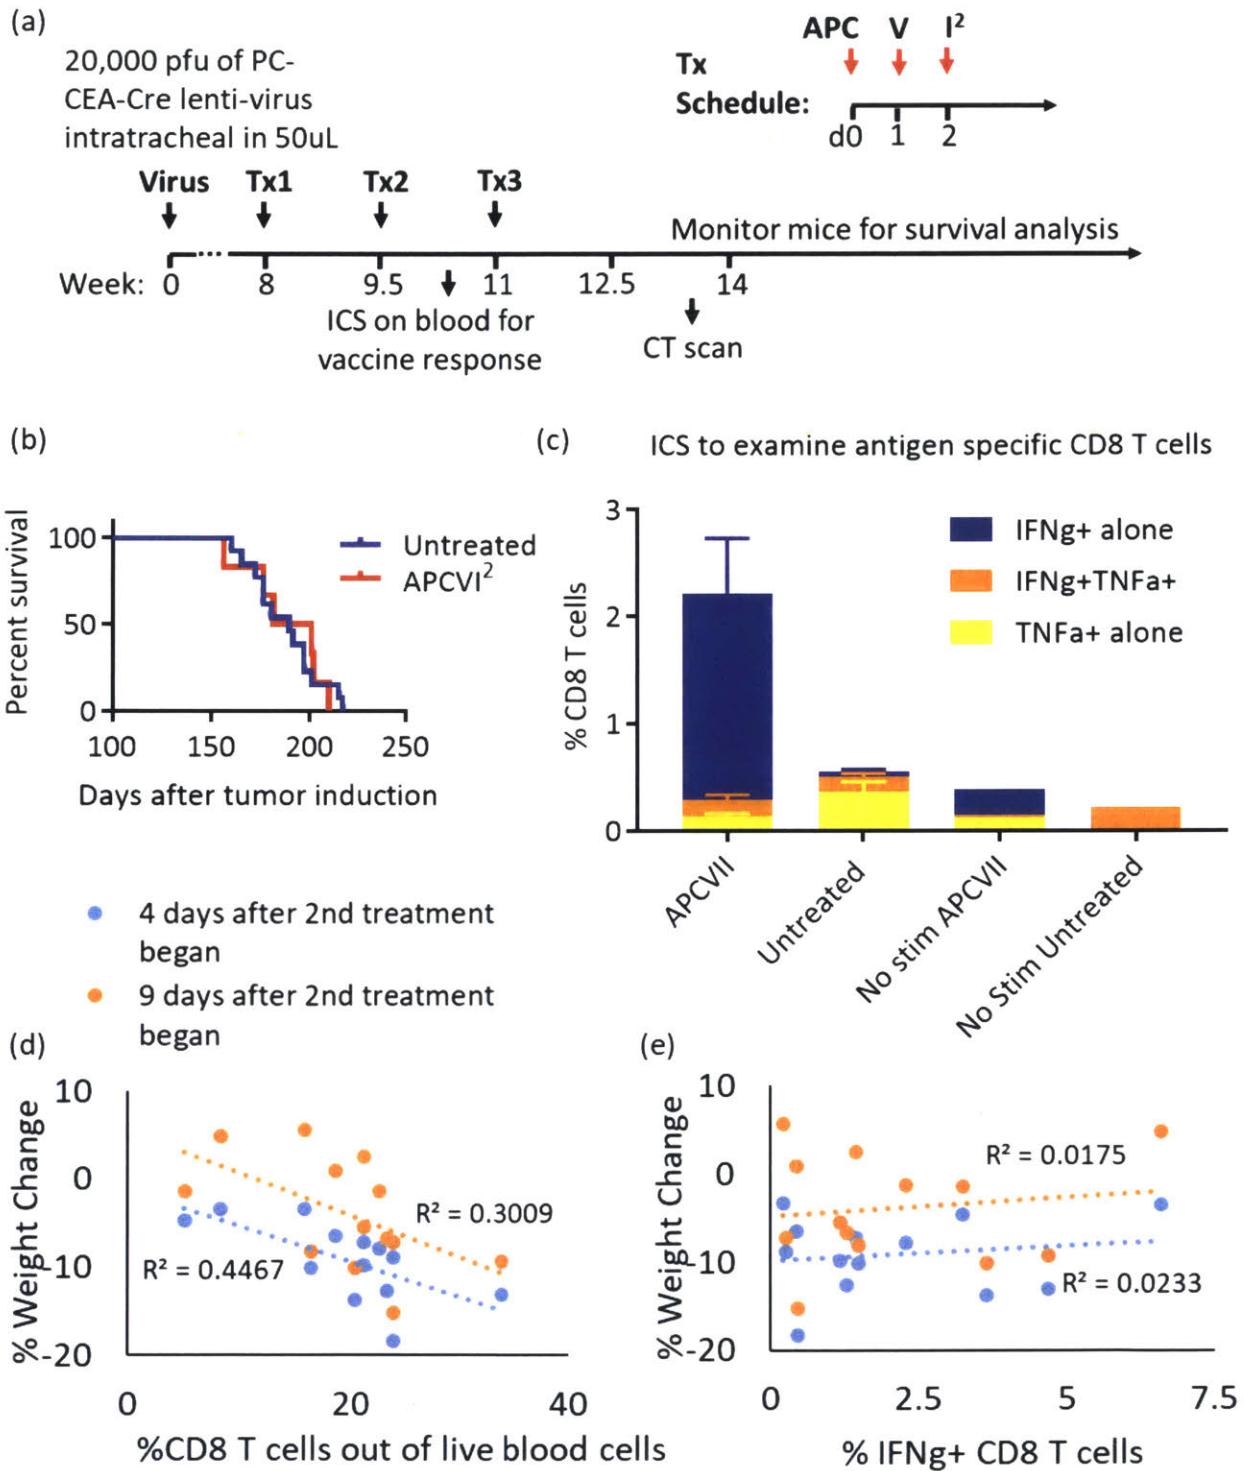 (a)
20,000 pfu of PC-
CEA-Cre lenti-virus
intratracheal in 50uL
APC V I²
Tx
Schedule:
d0 1 2
Virus Tx1 Tx2 Tx3
Monitor mice for survival analysis
Week: 0 8 9.5 11 12.5 14
ICS on blood for
vaccine response
CT scan
(b)
Percent survival
100
50
0
100 150 200 250
Days after tumor induction
Untreated
APCVI²
(c)
ICS to examine antigen specific CD8 T cells
% CD8 T cells
3
2
1
0
IFNg+ alone
IFNg+TNFa+
TNFa+ alone
APCVII
Untreated
No stim APCVII
No Stim Untreated
4 days after 2nd treatment
began
9 days after 2nd treatment
began
(d)
% Weight Change
10
0
-10
-20
R² = 0.3009
R² = 0.4467
0 20 40
%CD8 T cells out of live blood cells
(e)
% Weight Change
10
0
-10
-20
R² = 0.0175
R² = 0.0233
0 2.5 5 7.5
% IFNg+ CD8 T cells